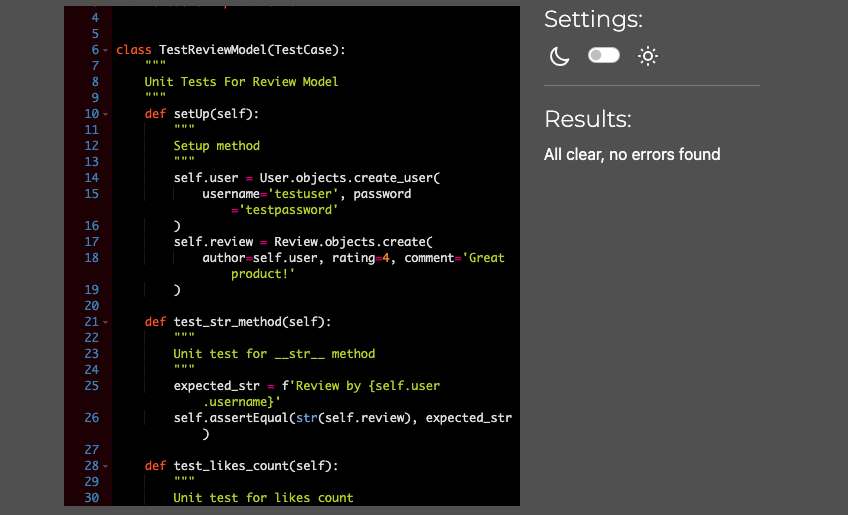 4
5
6 class TestReviewModel(TestCase):
7 """
8 Unit Tests For Review Model
9 """
10 def setUp(self):
11 """
12 Setup method
13 """
14 self.user = User.objects.create_user(
15 username='testuser', password
='testpassword'
16 )
17 self.review = Review.objects.create(
18 author=self.user, rating=4, comment='Great
product!'
19 )
20
21 def test_str_method(self):
22 """
23 Unit test for __str__ method
24 """
25 expected_str = f'Review by {self.user
.username}'
26 self.assertEqual(str(self.review), expected_str
)
27
28 def test_likes_count(self):
29 """
30 Unit test for likes count
Settings:
Results:
All clear, no errors found